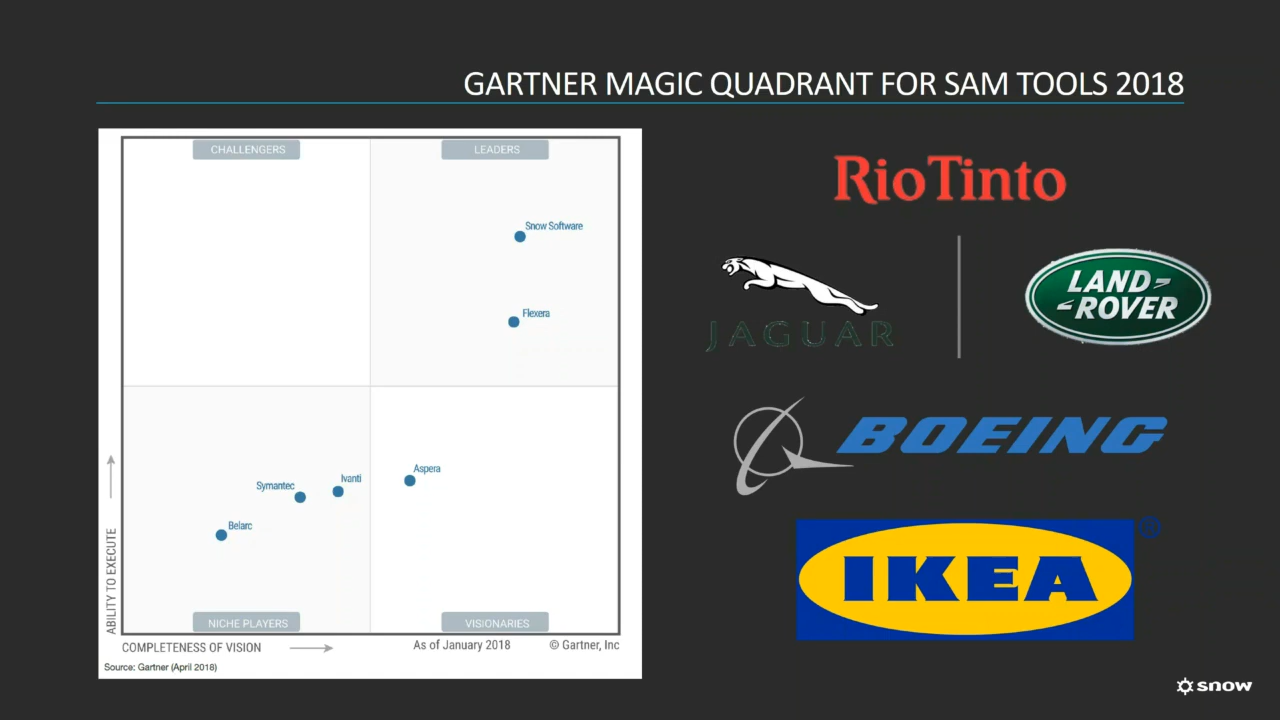 GARTNER MAGIC QUADRANT FOR SAM TOOLS 2018
CHALLENGERS
LEADERS
Snow Software
Flexera
Aspera
Ivanti
Symantec
Belarc
NICHE PLAYERS
VISIONARIES
ABILITY TO EXECUTE
COMPLETENESS OF VISION
As of January 2018
© Gartner, Inc
Source: Gartner (April 2018)
RioTinto
JAGUAR
LAND
ROVER
BOEING
IKEA
®
snow